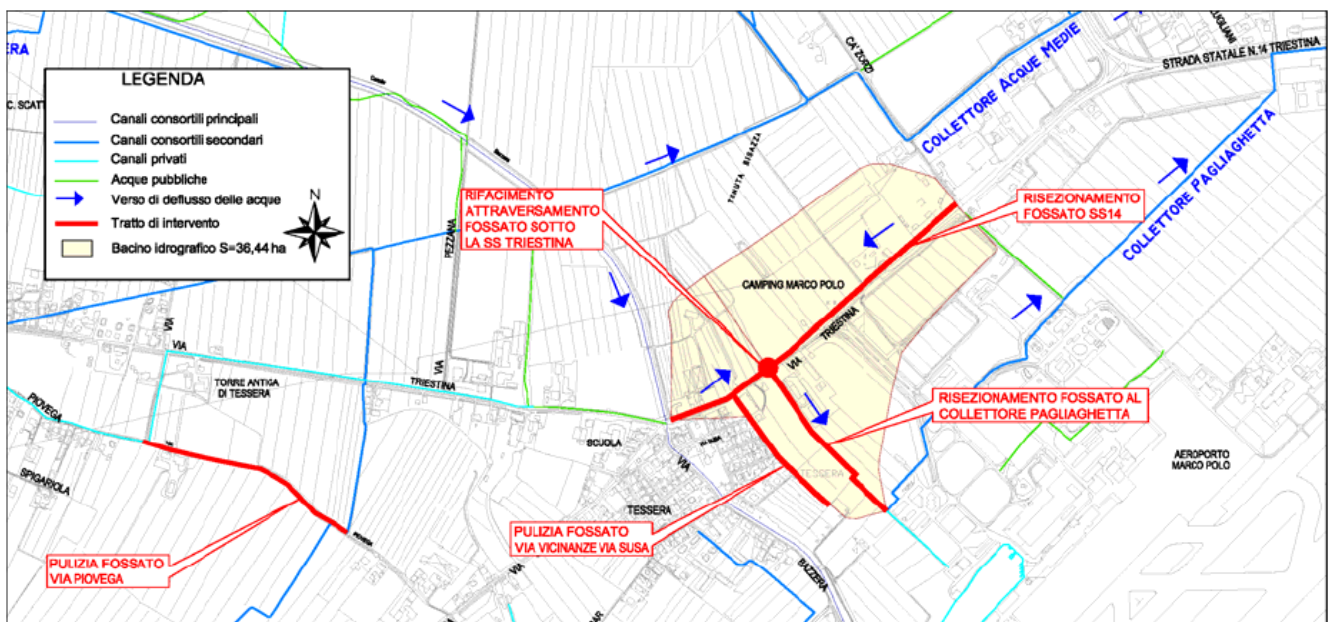 LEGENDA
Canali consortili principali
Canali consortili secondari
Canali privati
Acque pubbliche
Verso di deflusso delle acque
Tratto di intervento
Bacino idrografico S=36,44 ha
N
CA' ZORZI
STRADA STATALE N.14 TRIESTINA
COLLETTORE ACQUE MEDIE
COLLETTORE PAGLIAGHETTA
TENUTA BIBAZZA
RIFACIMENTO
ATTRAVERSAMENTO
FOSSATO SOTTO
LA SS TRIESTINA
RISEZIONAMENTO
FOSSATO SS14
CAMPING MARCO POLO
VIA
TRIESTINA
PEZZANA
VIA
VIA
VIA
TRIESTINA
TORRE ANTICA
DI TESSERA
PIOVEGA
SPIGARIOLA
SCUOLA
VIA
TESSERA
TESSERA
RISEZIONAMENTO FOSSATO AL
COLLETTORE PAGLIAGHETTA
AEROPORTO
MARCO POLO
PULIZIA FOSSATO
VIA VICINANZE VIA SUSA
PULIZIA FOSSATO
VIA PIOVEGA
BAZZERA
VIA